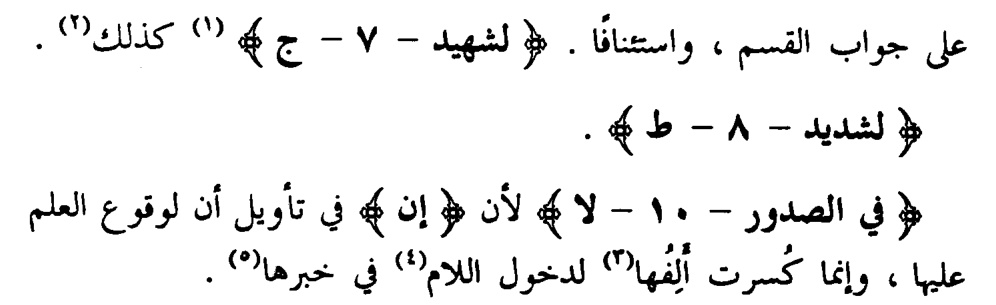 على جواب القسم ، واستئنافًا . ﴿ لشهيد – ٧ – ج ﴾ (١) كذلك(٢) .
﴿ لشديد – ٨ – ط ﴾ .
﴿ في الصدور – ١٠ – لا ﴾ لأن ﴿ إن ﴾ في تأويل أن لوقوع العلم
عليها ، وإنما كُسرت أَلِفُها(٣) لدخول اللام(٤) في خبرها(٥) .